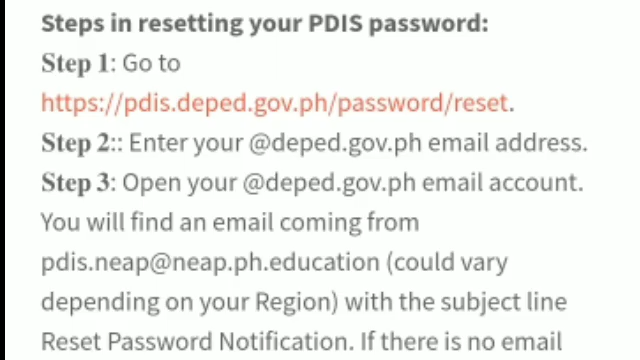 Steps in resetting your PDIS password:
Step 1: Go to
https://pdis.deped.gov.ph/password/reset.
Step 2:: Enter your @deped.gov.ph email address.
Step 3: Open your @deped.gov.ph email account.
You will find an email coming from
pdis.neap@neap.ph.education (could vary
depending on your Region) with the subject line
Reset Password Notification. If there is no email